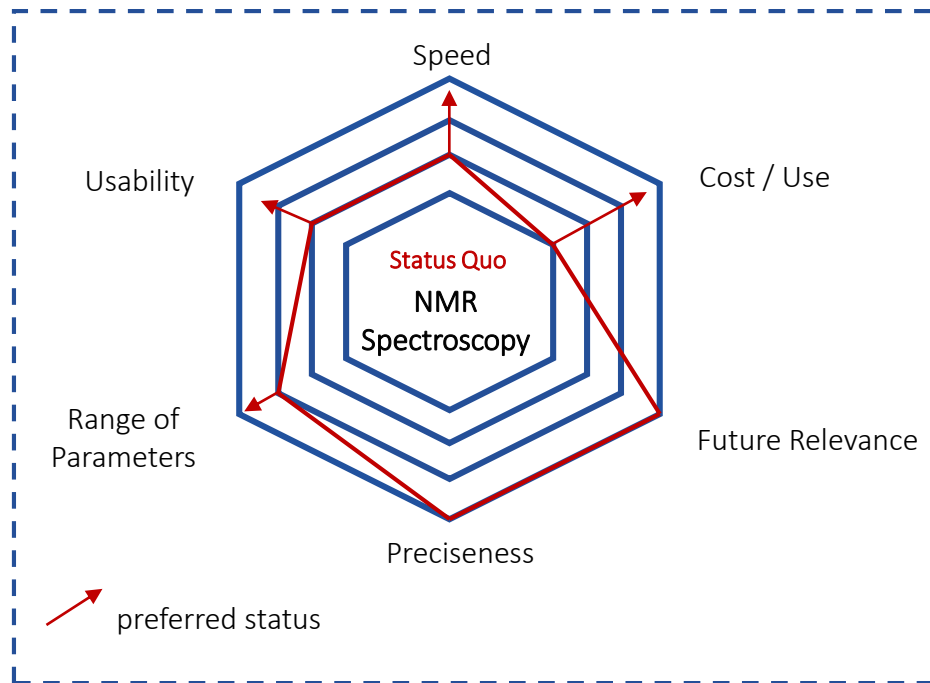 Speed
Usability
Cost / Use
Status Quo
NMR
Spectroscopy
Range of
Parameters
Future Relevance
Preciseness
preferred status